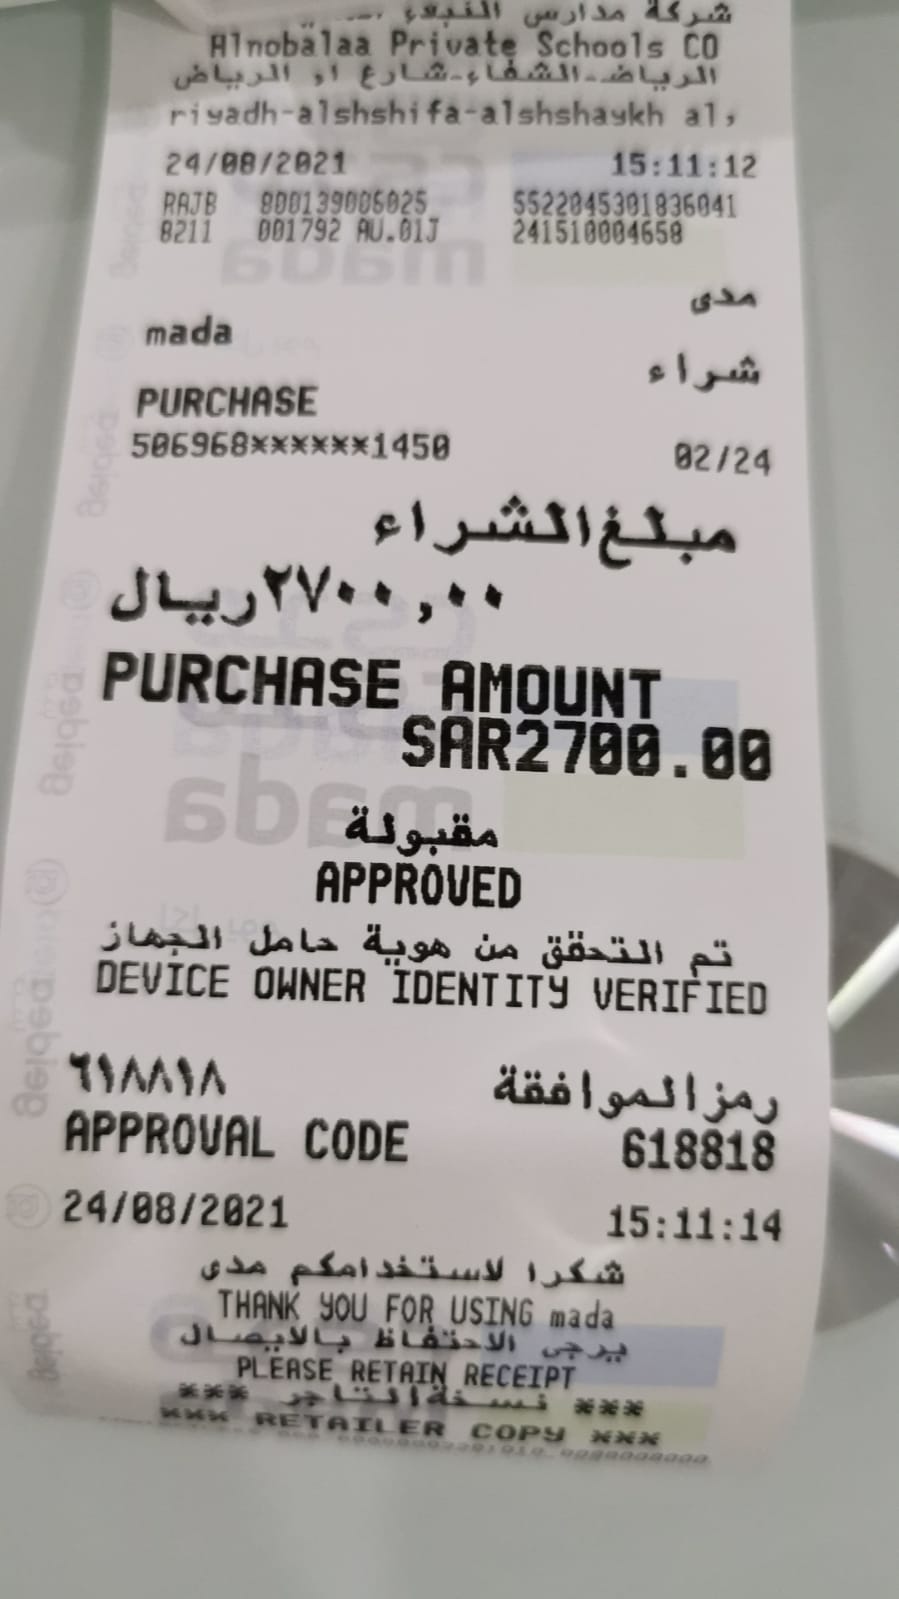 شركة مدارس النبلاء
Alnobalaa Private Schools CO
الرياض-الشفاء-شارع ا, الرياض
riyadh-alshshifa-alshshaykh al,
24/08/2021 15:11:12
RAJB 800139006025 5522045301836041
8211 001792 AU.01J 241510004658
مدى
mada
شراء
PURCHASE
506968******1450 02/24
مبلغ الشراء
٢٧٠٠,٠٠ ريال
PURCHASE AMOUNT
SAR2700.00
مقبولة
APPROVED
تم التحقق من هوية حامل الجهاز
DEVICE OWNER IDENTITY VERIFIED
رمز الموافقة ٦١٨٨١٨
APPROVAL CODE 618818
24/08/2021 15:11:14
شكرا لاستخدامكم مدى
THANK YOU FOR USING mada
يرجى الاحتفاظ بالايصال
PLEASE RETAIN RECEIPT
*** نسخة التاجر ***
*** RETAILER COPY ***